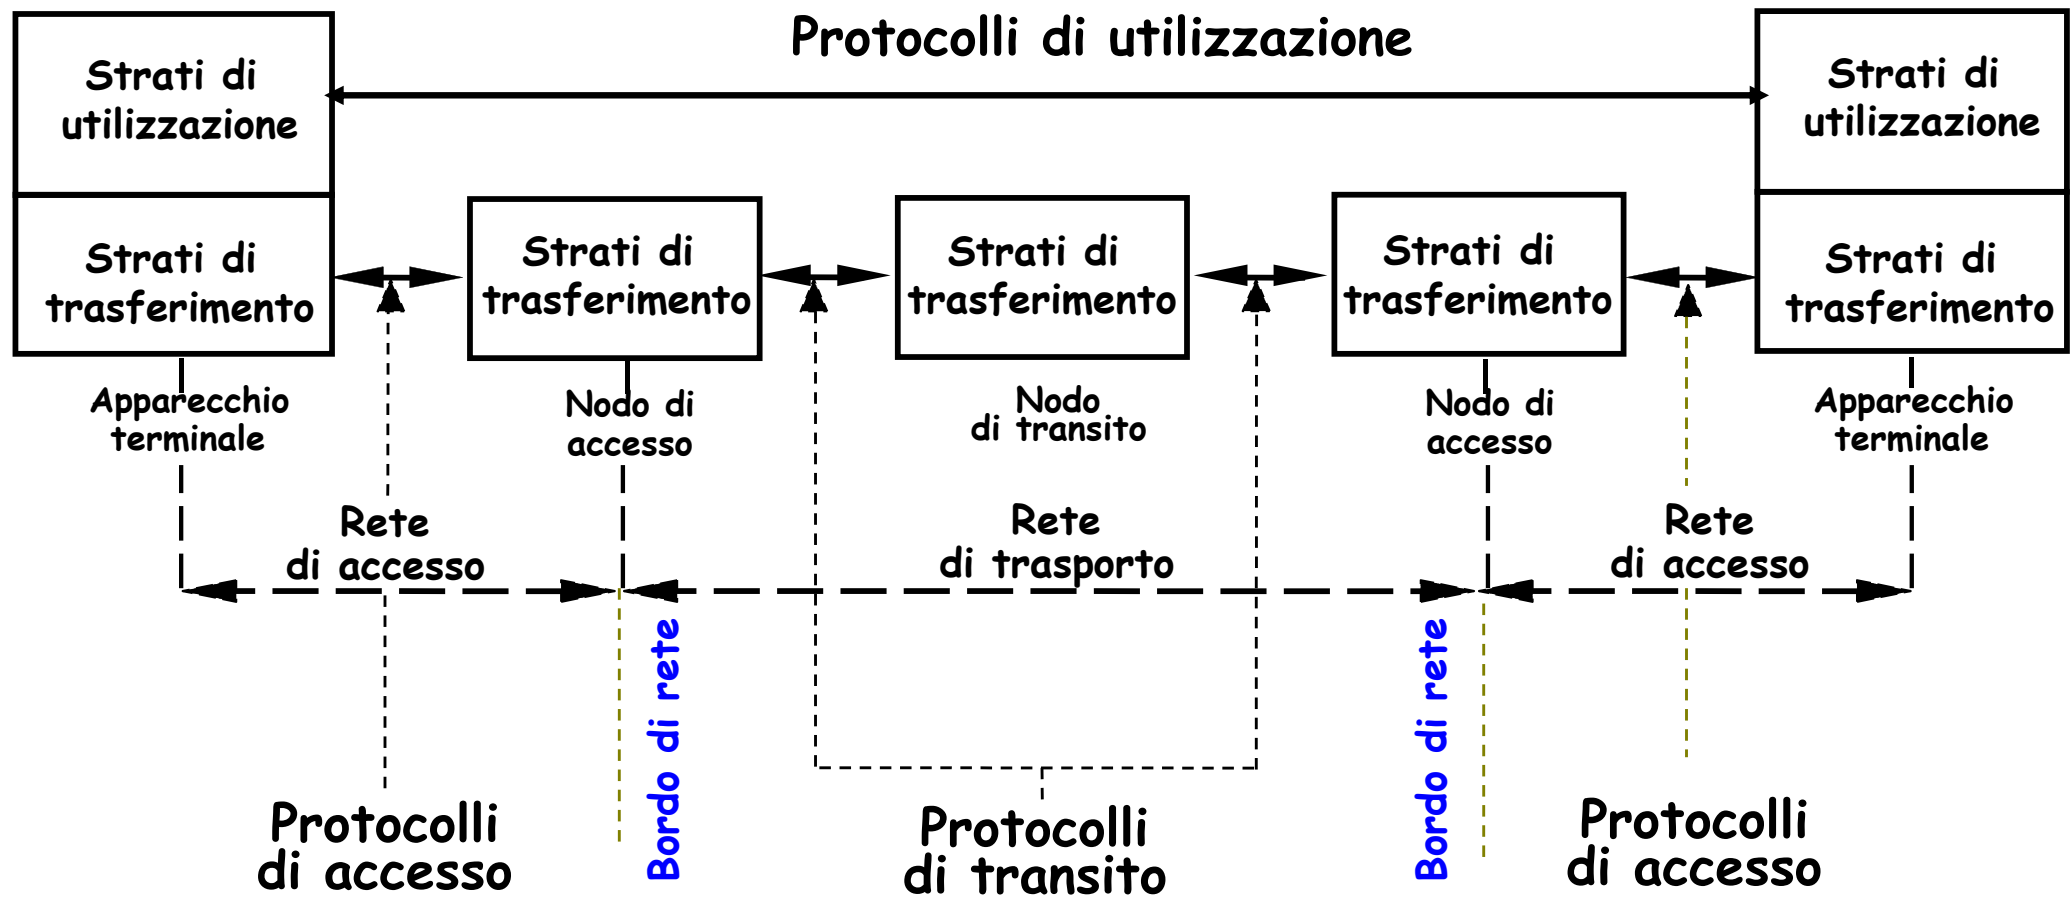 Protocolli di utilizzazione
Strati di
utilizzazione
Strati di
utilizzazione
Strati di
trasferimento
Strati di
trasferimento
Strati di
trasferimento
Strati di
trasferimento
Strati di
trasferimento
Apparecchio
terminale
Nodo di
accesso
Nodo
di transito
Nodo di
accesso
Apparecchio
terminale
Rete
di accesso
Rete
di trasporto
Rete
di accesso
Bordo di rete
Bordo di rete
Protocolli
di accesso
Protocolli
di transito
Protocolli
di accesso